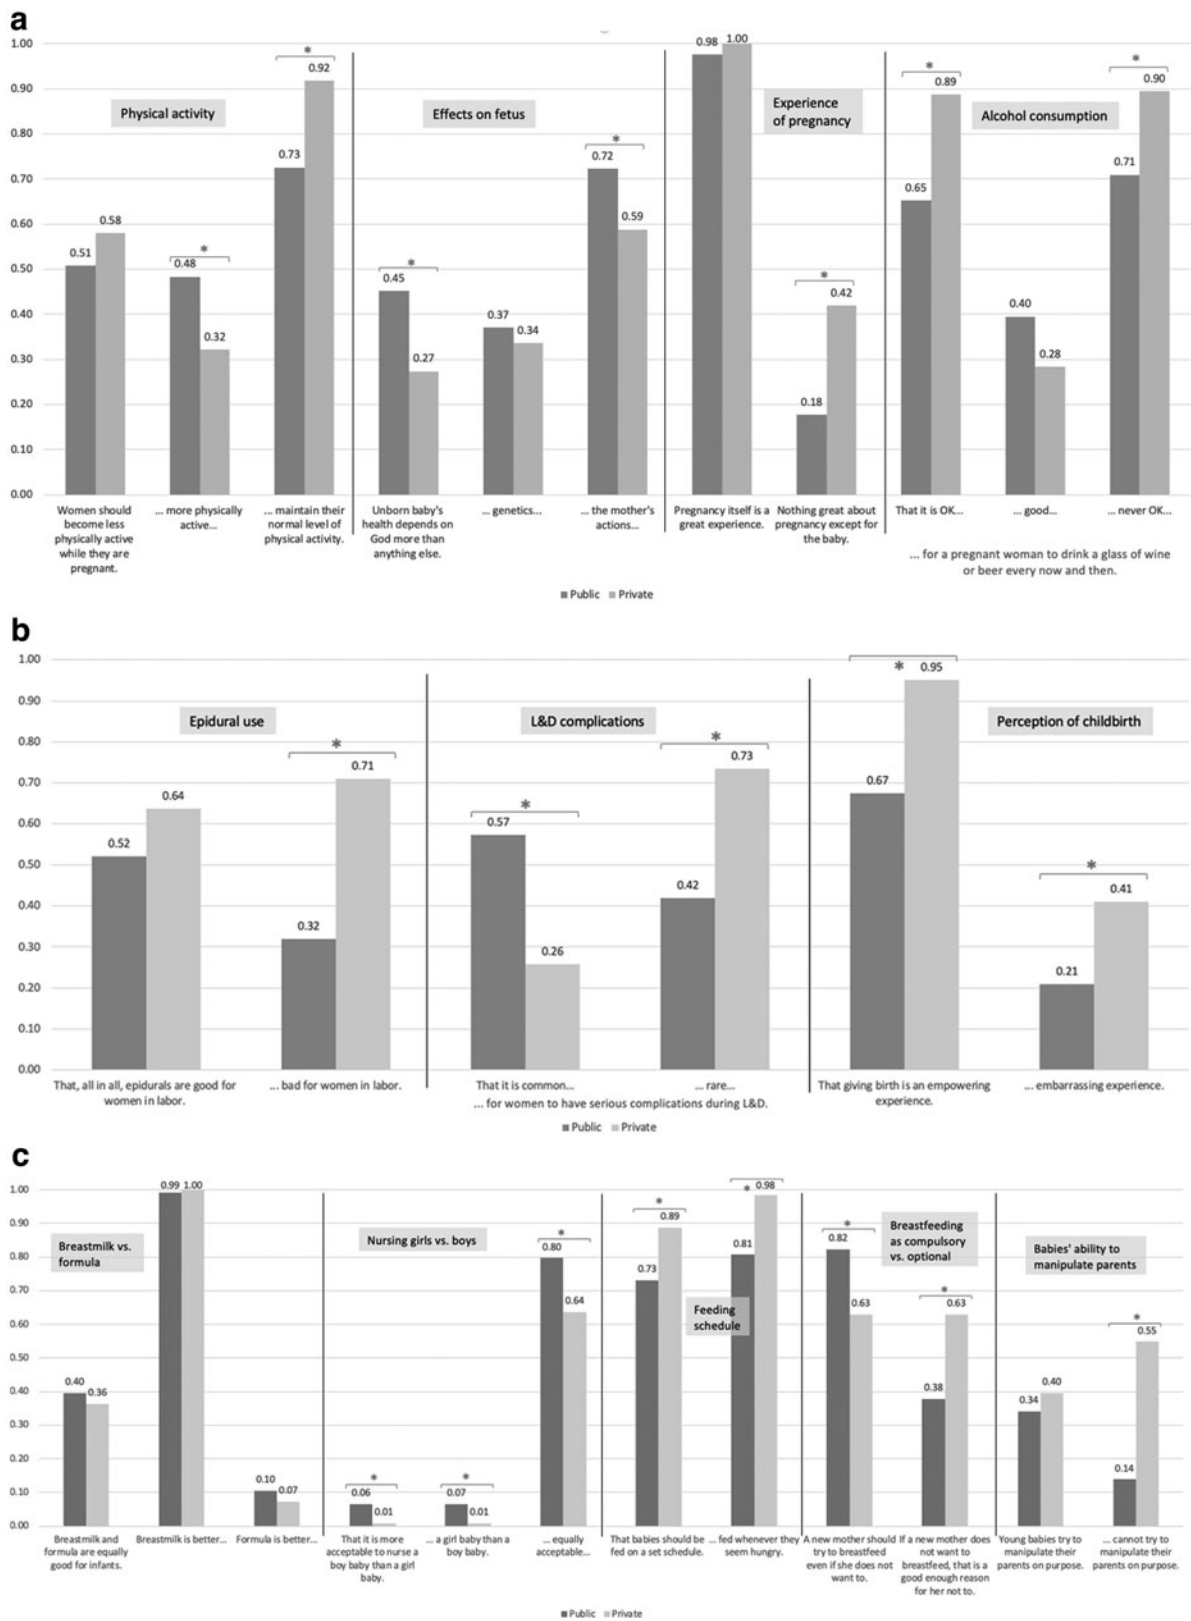 a
1.00
0.90
0.80
0.70
0.60
0.50
0.40
0.30
0.20
0.10
0.00
Physical activity
Effects on fetus
Experience
of pregnancy
Alcohol consumption
0.51
0.58
0.48
*
0.32
0.73
*
0.92
0.45
*
0.27
0.37
0.34
0.72
*
0.59
0.98
1.00
0.18
*
0.42
0.65
*
0.89
0.40
0.28
0.71
*
0.90
Women should
become less
physically active
while they are
pregnant.
... more physically
active...
... maintain their
normal level of
physical activity.
Unborn baby's
health depends on
God more than
anything else.
... genetics...
... the mother's
actions...
Pregnancy itself is a
great experience.
Nothing great about
pregnancy except for
the baby.
That it is OK...
... good...
... never OK...
... for a pregnant woman to drink a glass of wine
or beer every now and then.
Public Private
b
1.00
0.90
0.80
0.70
0.60
0.50
0.40
0.30
0.20
0.10
0.00
Epidural use
L&D complications
Perception of childbirth
0.52
0.64
0.32
*
0.71
0.57
*
0.26
0.42
*
0.73
0.67
*
0.95
0.21
*
0.41
That, all in all, epidurals are good for
women in labor.
... bad for women in labor.
That it is common...
... rare...
... for women to have serious complications during L&D.
That giving birth is an empowering
experience.
... embarrassing experience.
Public Private
c
1.00
0.90
0.80
0.70
0.60
0.50
0.40
0.30
0.20
0.10
0.00
Breastmilk vs.
formula
Nursing girls vs. boys
Feeding
schedule
Breastfeeding
as compulsory
vs. optional
Babies' ability to
manipulate parents
0.40
0.36
0.99
1.00
0.10
0.07
0.06
*
0.01
0.07
*
0.01
0.80
*
0.64
0.73
*
0.89
0.81
*
0.98
0.82
*
0.63
0.38
*
0.63
0.34
0.40
0.14
*
0.55
Breastmilk and
formula are equally
good for infants.
Breastmilk is better...
Formula is better...
That it is more
acceptable to nurse a
boy baby than a girl
baby.
... a girl baby than a
boy baby.
... equally
acceptable...
That babies should be
fed on a set schedule.
... fed whenever they
seem hungry.
A new mother should
try to breastfeed
even if she does not
want to.
If a new mother does
not want to
breastfeed, that is a
good enough reason
for her not to.
Young babies try to
manipulate their
parents on purpose.
... cannot try to
manipulate their
parents on purpose.
Public Private